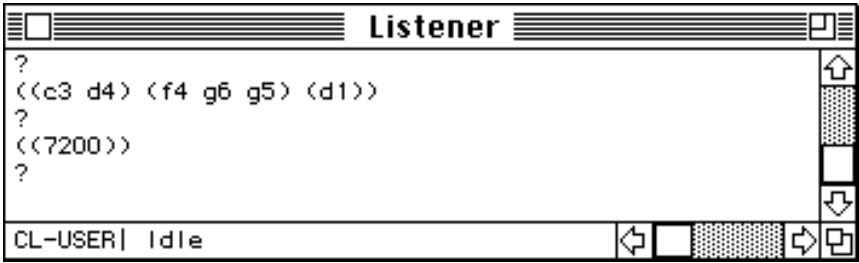 Listener
?
((c3 d4) (f4 g6 g5) (d1))
?
((7200))
?
CL-USER| Idle